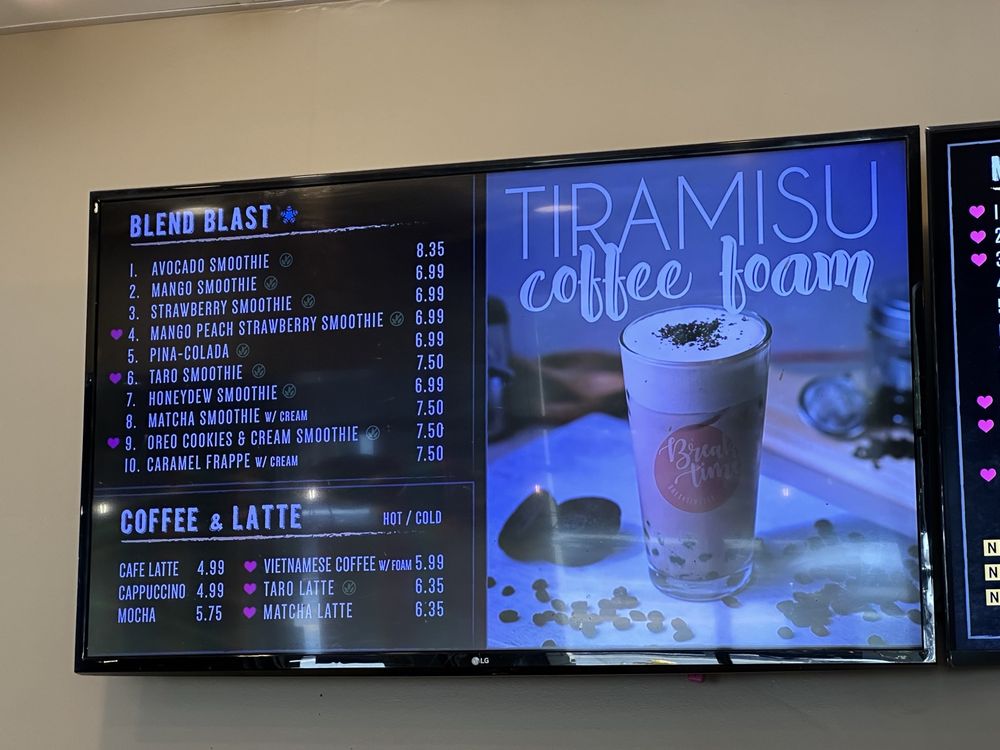 BLEND BLAST
1. AVOCADO SMOOTHIE 8.35
2. MANGO SMOOTHIE 6.99
3. STRAWBERRY SMOOTHIE 6.99
4. MANGO PEACH STRAWBERRY SMOOTHIE 6.99
5. PINA-COLADA 6.99
6. TARO SMOOTHIE 7.50
7. HONEYDEW SMOOTHIE 6.99
8. MATCHA SMOOTHIE W/ CREAM 7.50
9. OREO COOKIES & CREAM SMOOTHIE 7.50
10. CARAMEL FRAPPE W/ CREAM 7.50
COFFEE & LATTE HOT / COLD
CAFE LATTE 4.99
CAPPUCCINO 4.99
MOCHA 5.75
VIETNAMESE COFFEE W/ FOAM 5.99
TARO LATTE 6.35
MATCHA LATTE 6.35
TIRAMISU
coffee foam
Break
time
LG